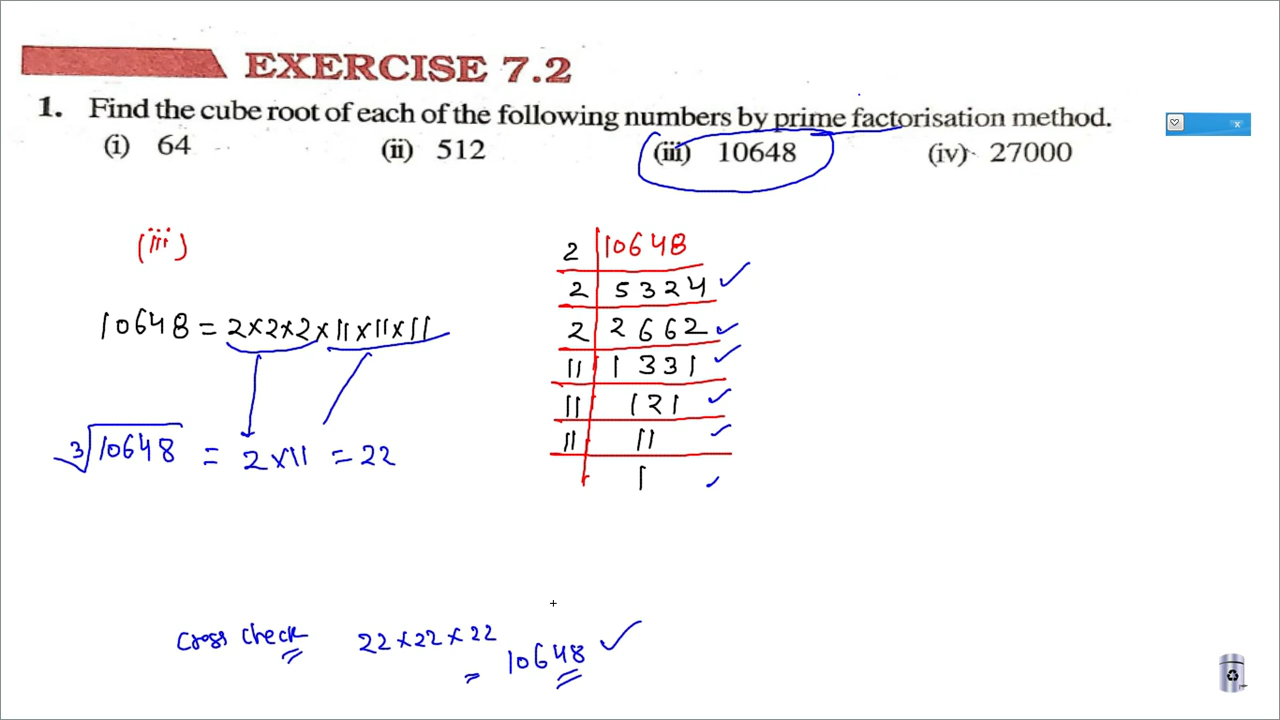 EXERCISE 7.2
1. Find the cube root of each of the following numbers by prime factorisation method.
(i) 64 (ii) 512 (iii) 10648 (iv) 27000
(iii)
10648 = 2×2×2×11×11×11
∛10648 = 2×11 = 22
2 | 10648
2 | 5324 ✓
2 | 2662 ✓
11 | 1331 ✓
11 | 121 ✓
11 | 11 ✓
1 ✓
Cross check 22×22×22
= 10648 ✓